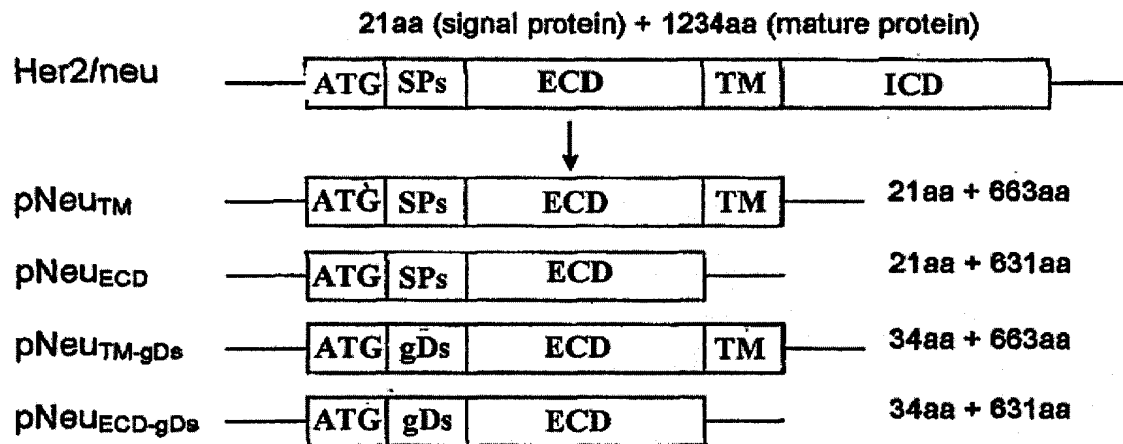 21aa (signal protein) + 1234aa (mature protein)
Her2/neu ATG SPs ECD TM ICD
pNeuTM ATG SPs ECD TM 21aa + 663aa
pNeuECD ATG SPs ECD 21aa + 631aa
pNeuTM-gDs ATG gDs ECD TM 34aa + 663aa
pNeuECD-gDs ATG gDs ECD 34aa + 631aa